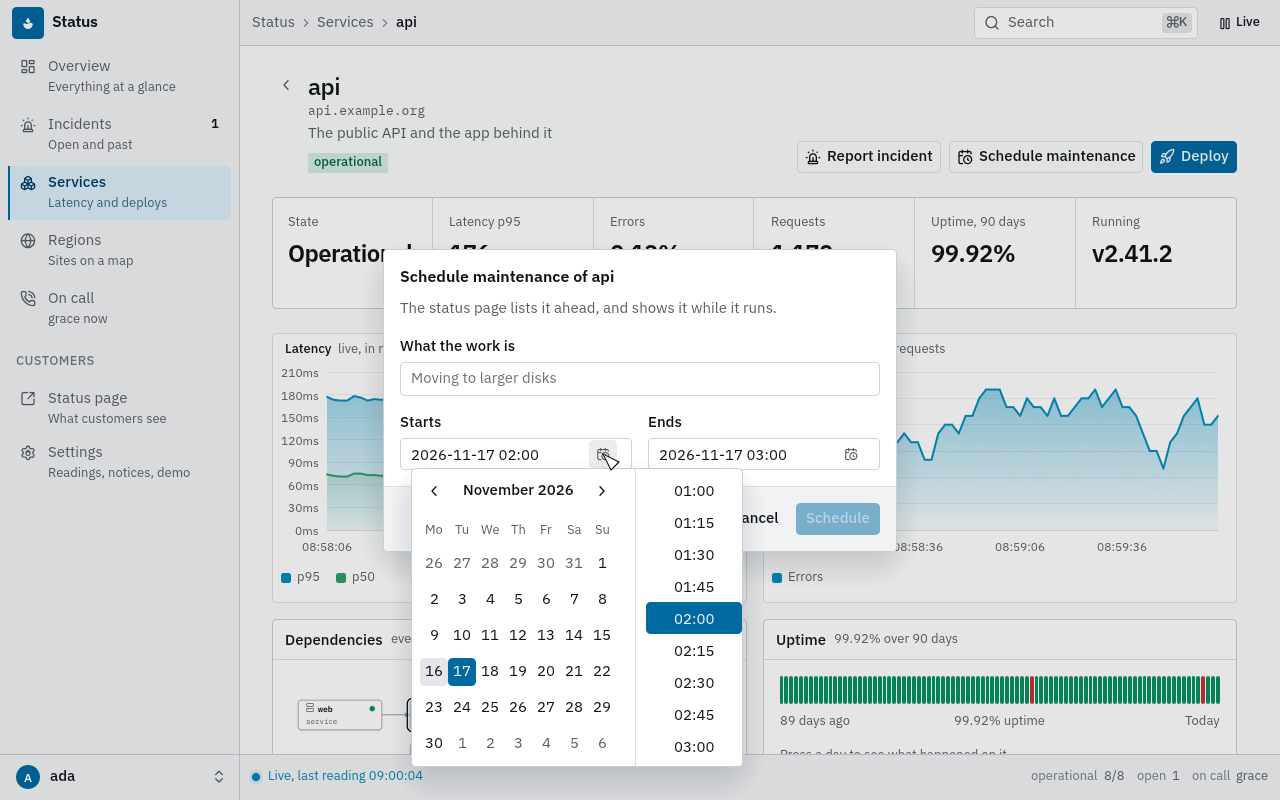 Status
Status
Services
api
Search
⌘K
Live
Overview
Everything at a glance
Incidents
1
Open and past
Services
Latency and deploys
Regions
Sites on a map
On call
grace now
CUSTOMERS
Status page
What customers see
Settings
Readings, notices, demo
A
ada
api
api.example.org
The public API and the app behind it
operational
Report incident
Schedule maintenance
Deploy
State
Latency p95
Errors
Requests
Uptime, 90 days
Running
99.92%
v2.41.2
Schedule maintenance of api
The status page lists it ahead, and shows it while it runs.
What the work is
Moving to larger disks
Starts
Ends
2026-11-17 02:00
2026-11-17 03:00
Schedule
November 2026
Mo Tu We Th Fr Sa Su
26 27 28 29 30 31 1
2 3 4 5 6 7 8
9 10 11 12 13 14 15
16 17 18 19 20 21 22
23 24 25 26 27 28 29
30 1 2 3 4 5 6
01:00
01:15
01:30
01:45
02:00
02:15
02:30
02:45
03:00
Latency live, in
210ms
180ms
150ms
120ms
90ms
60ms
30ms
0ms
08:58:06
p95
p50
requests
08:58:36
08:59:06
08:59:36
Errors
Dependencies
web
service
Uptime
99.92% over 90 days
89 days ago
99.92% uptime
Today
Press a day to see what happened on it
Live, last reading 09:00:04
operational 8/8
open 1
on call grace